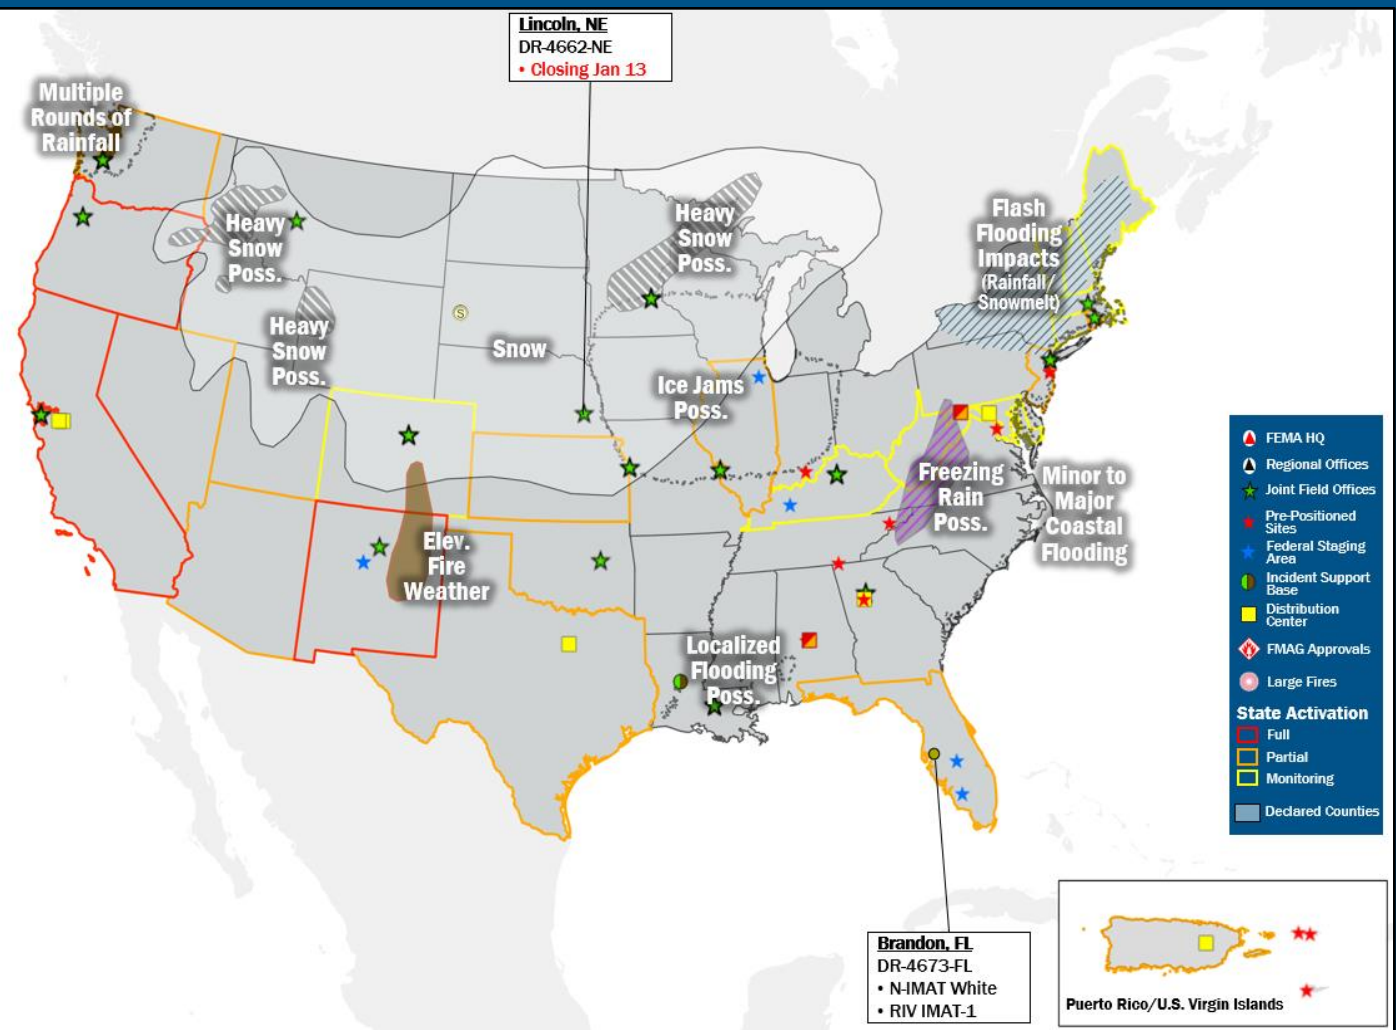 Lincoln, NE
DR-4662-NE
• Closing Jan 13
Multiple
Rounds of
Rainfall
Heavy
Snow
Poss.
Heavy
Snow
Poss.
Flash
Flooding
Impacts
(Rainfall/
Snowmelt)
Heavy
Snow
Poss.
S
Snow
Ice Jams
Poss.
Freezing
Rain
Poss.
Minor to
Major
Coastal
Flooding
Elev.
Fire
Weather
Localized
Flooding
Poss.
FEMA HQ
Regional Offices
Joint Field Offices
Pre-Positioned
Sites
Federal Staging
Area
Incident Support
Base
Distribution
Center
FMAG Approvals
Large Fires
State Activation
Full
Partial
Monitoring
Declared Counties
Brandon, FL
DR-4673-FL
• N-IMAT White
• RIV IMAT-1
Puerto Rico/U.S. Virgin Islands